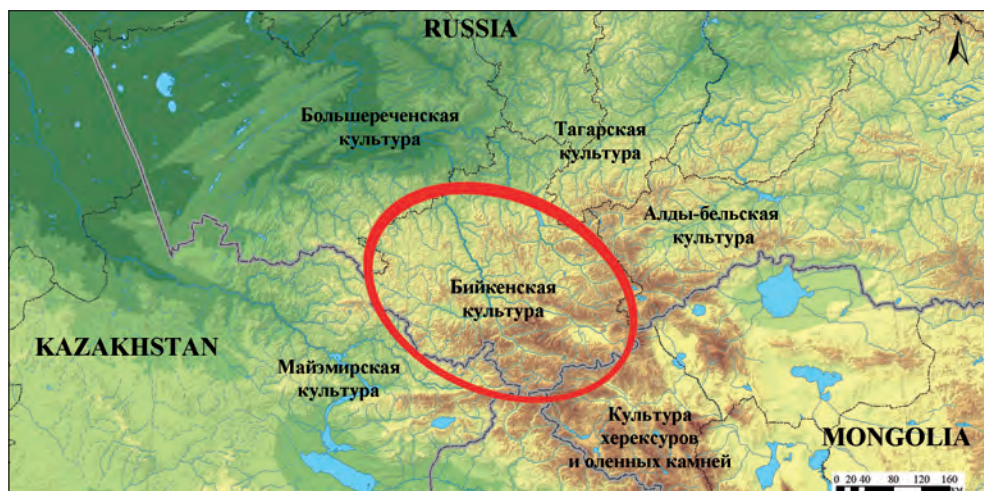 RUSSIA
N
Большереченская
культура
Тагарская
культура
Алды-бельская
культура
Бийкенская
культура
KAZAKHSTAN
Майэмирская
культура
Культура
херексуров
и оленных камней
MONGOLIA
0 20 40 80 120 160